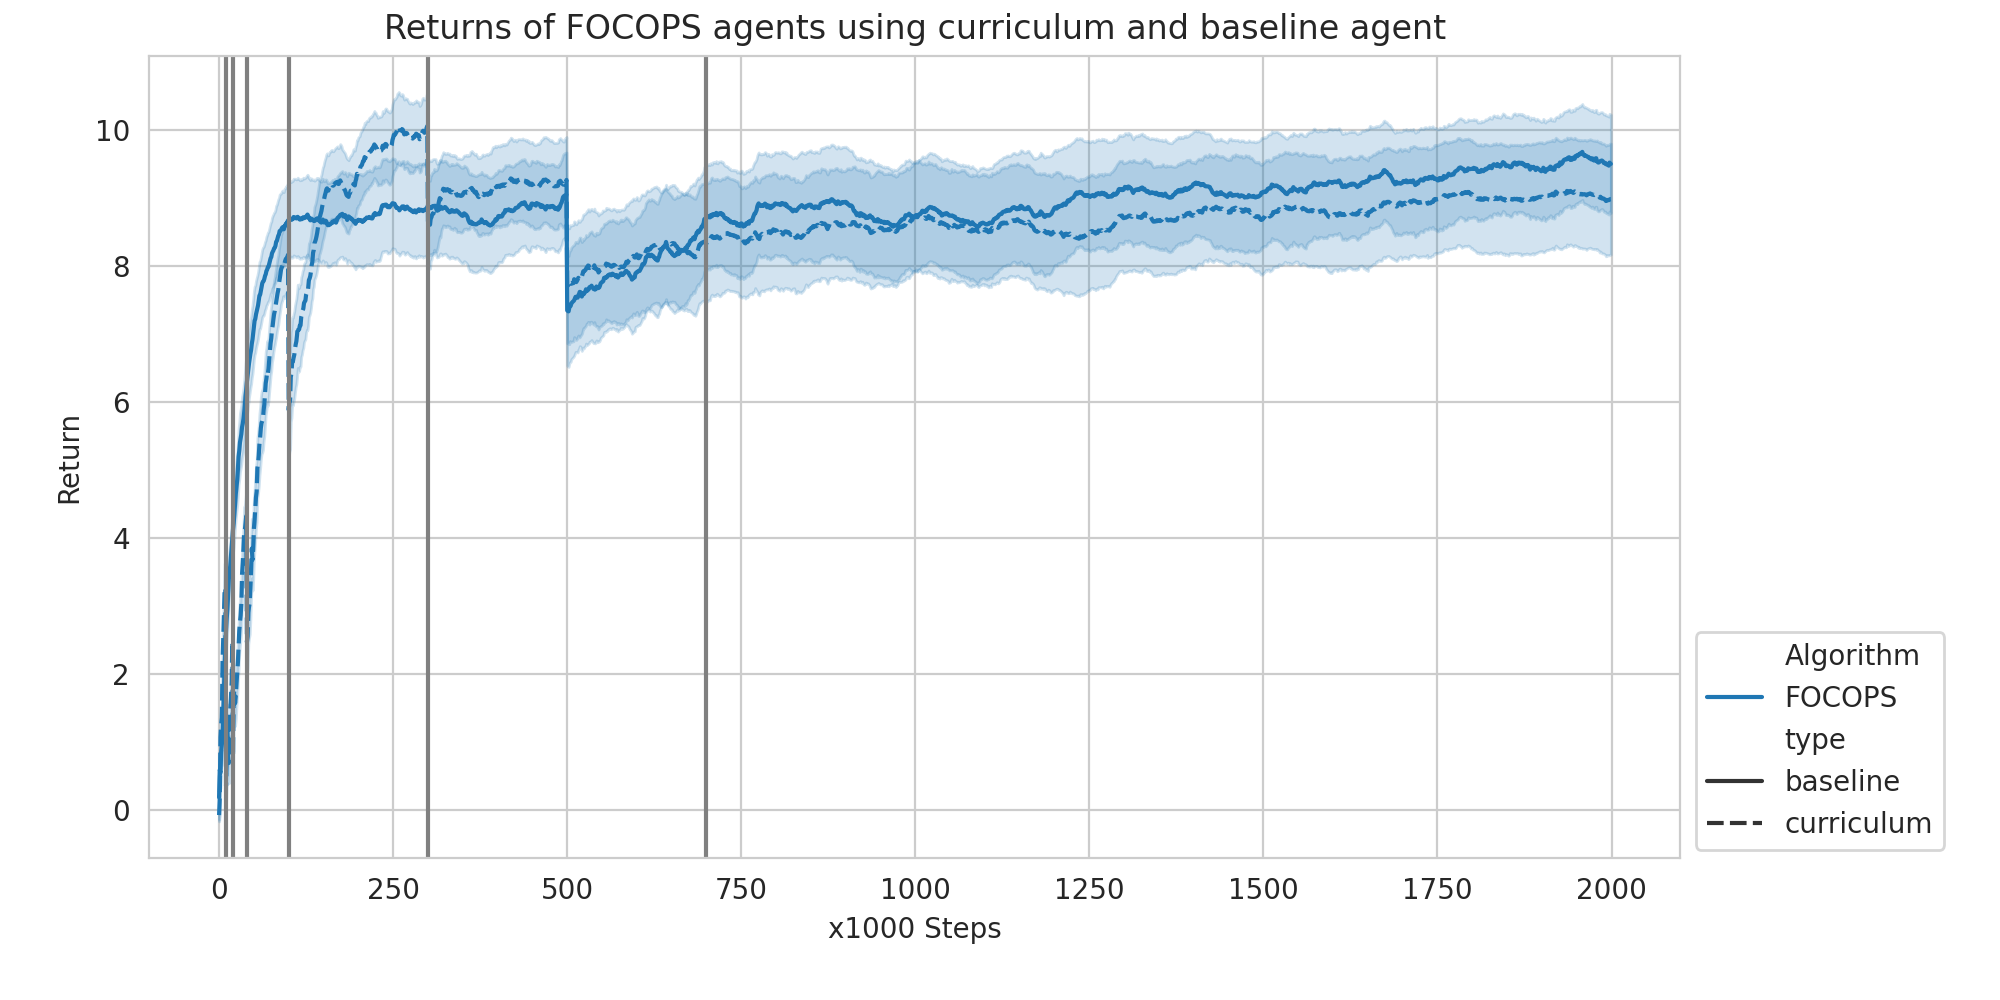 Returns of FOCOPS agents using curriculum and baseline agent
10
8
6
4
2
0
Return
0 250 500 750 1000 1250 1500 1750 2000
x1000 Steps
Algorithm
FOCOPS
type
baseline
curriculum